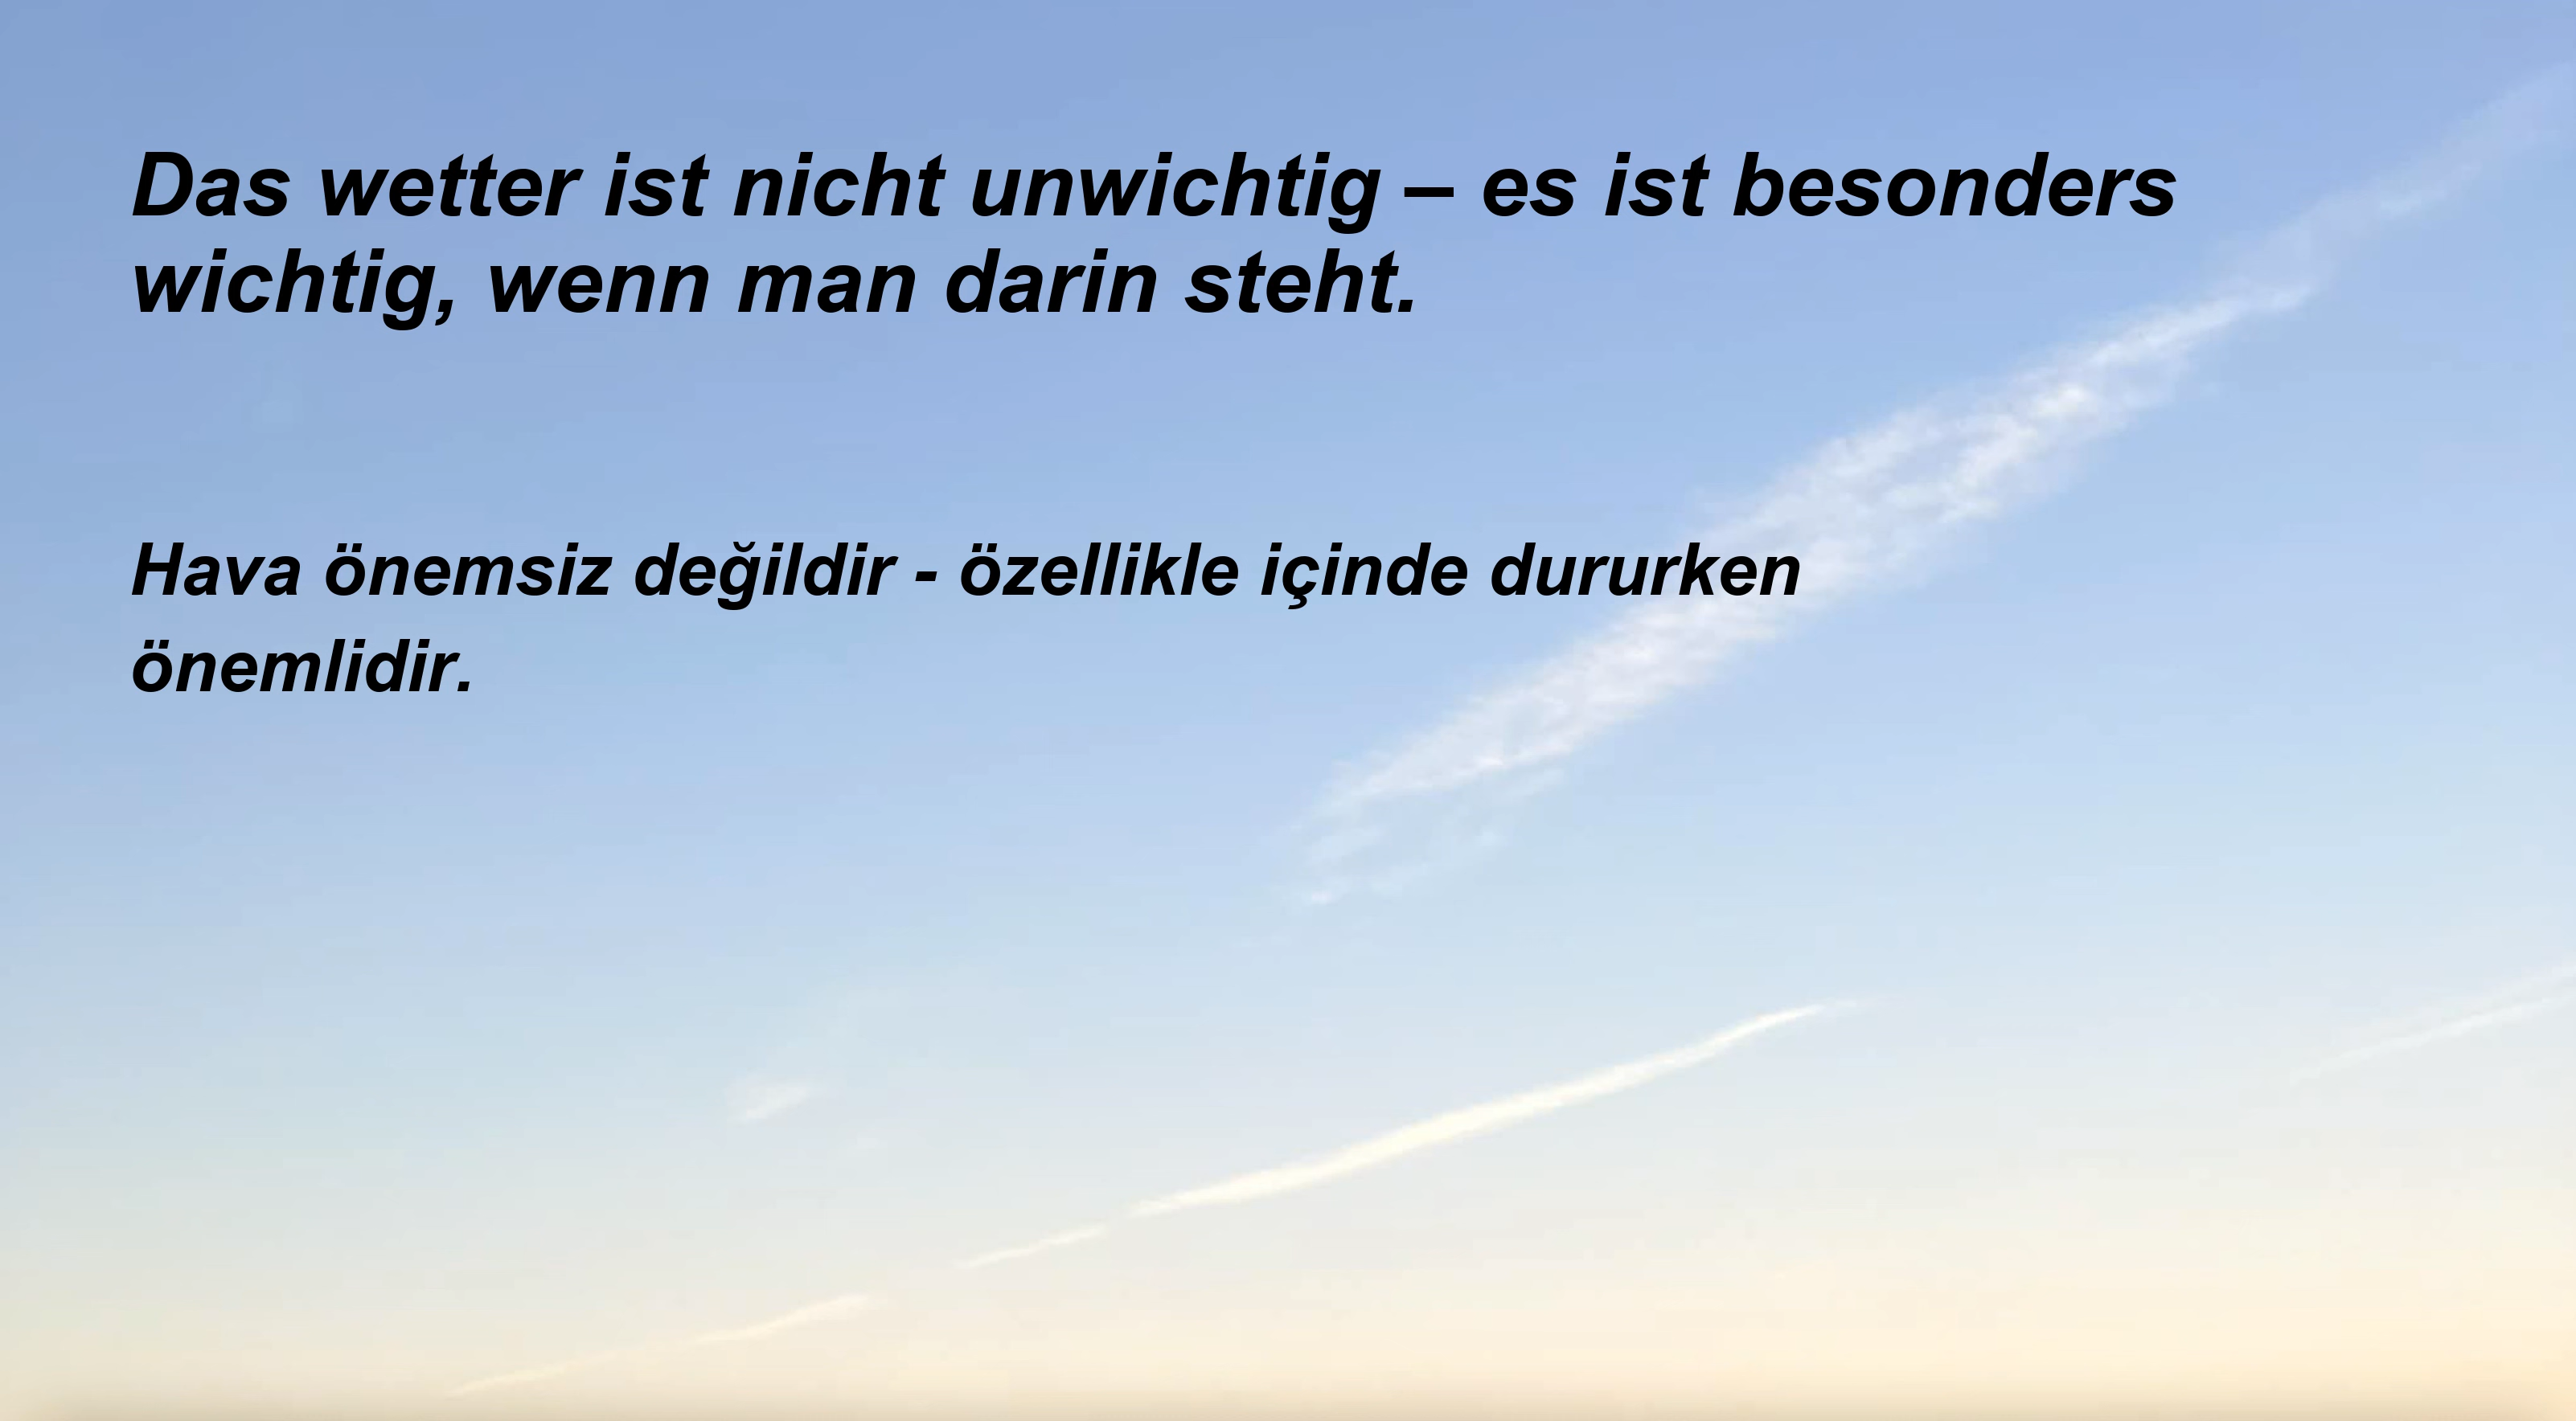 Das wetter ist nicht unwichtig – es ist besonders
wichtig, wenn man darin steht.
Hava önemsiz değildir - özellikle içinde dururken
önemlidir.